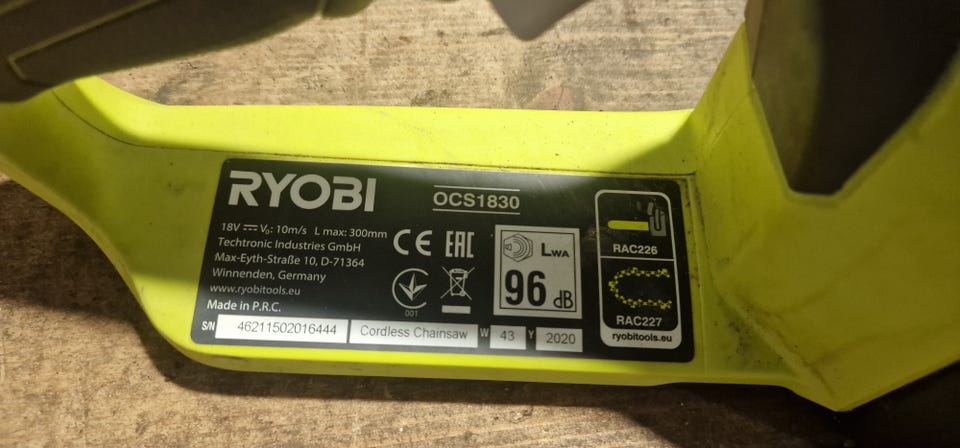 RYOBI
OCS1830
18V ⎓ V₀: 10m/s L max: 300mm
Techtronic Industries GmbH
Max-Eyth-Straße 10, D-71364
Winnenden, Germany
www.ryobitools.eu
Made in P.R.C.
CE EAC
001
LWA
96 dB
RAC226
RAC227
ryobitools.eu
S/N 46211502016444 Cordless Chainsaw W 43 Y 2020